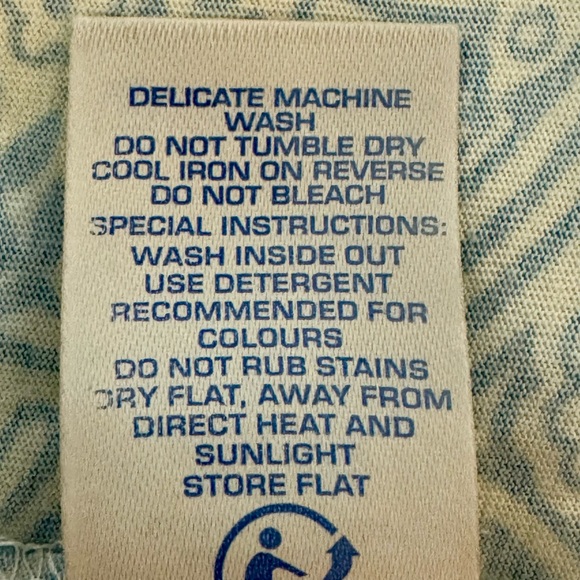 DELICATE MACHINE
WASH
DO NOT TUMBLE DRY
COOL IRON ON REVERSE
DO NOT BLEACH
SPECIAL INSTRUCTIONS:
WASH INSIDE OUT
USE DETERGENT
RECOMMENDED FOR
COLOURS
DO NOT RUB STAINS
DRY FLAT, AWAY FROM
DIRECT HEAT AND
SUNLIGHT
STORE FLAT